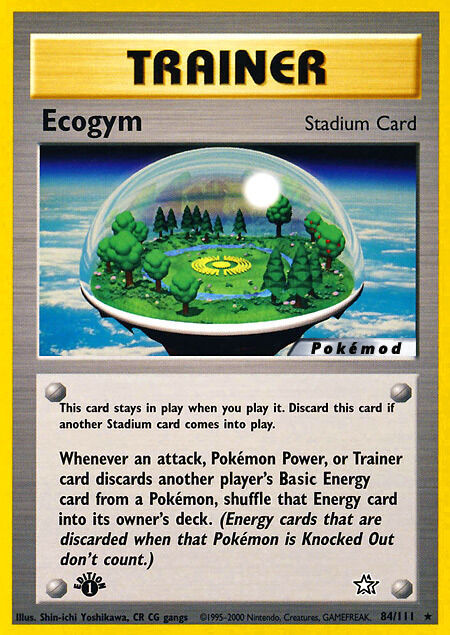 TRAINER
Ecogym
Stadium Card
Pokémod
This card stays in play when you play it. Discard this card if
another Stadium card comes into play.
Whenever an attack, Pokémon Power, or Trainer
card discards another player's Basic Energy
card from a Pokémon, shuffle that Energy card
into its owner's deck. (Energy cards that are
discarded when that Pokémon is Knocked Out
don't count.)
EDITION
1
Illus. Shin-ichi Yoshikawa, CR CG gangs ©1995-2000 Nintendo, Creatures, GAMEFREAK. 84/111 ★